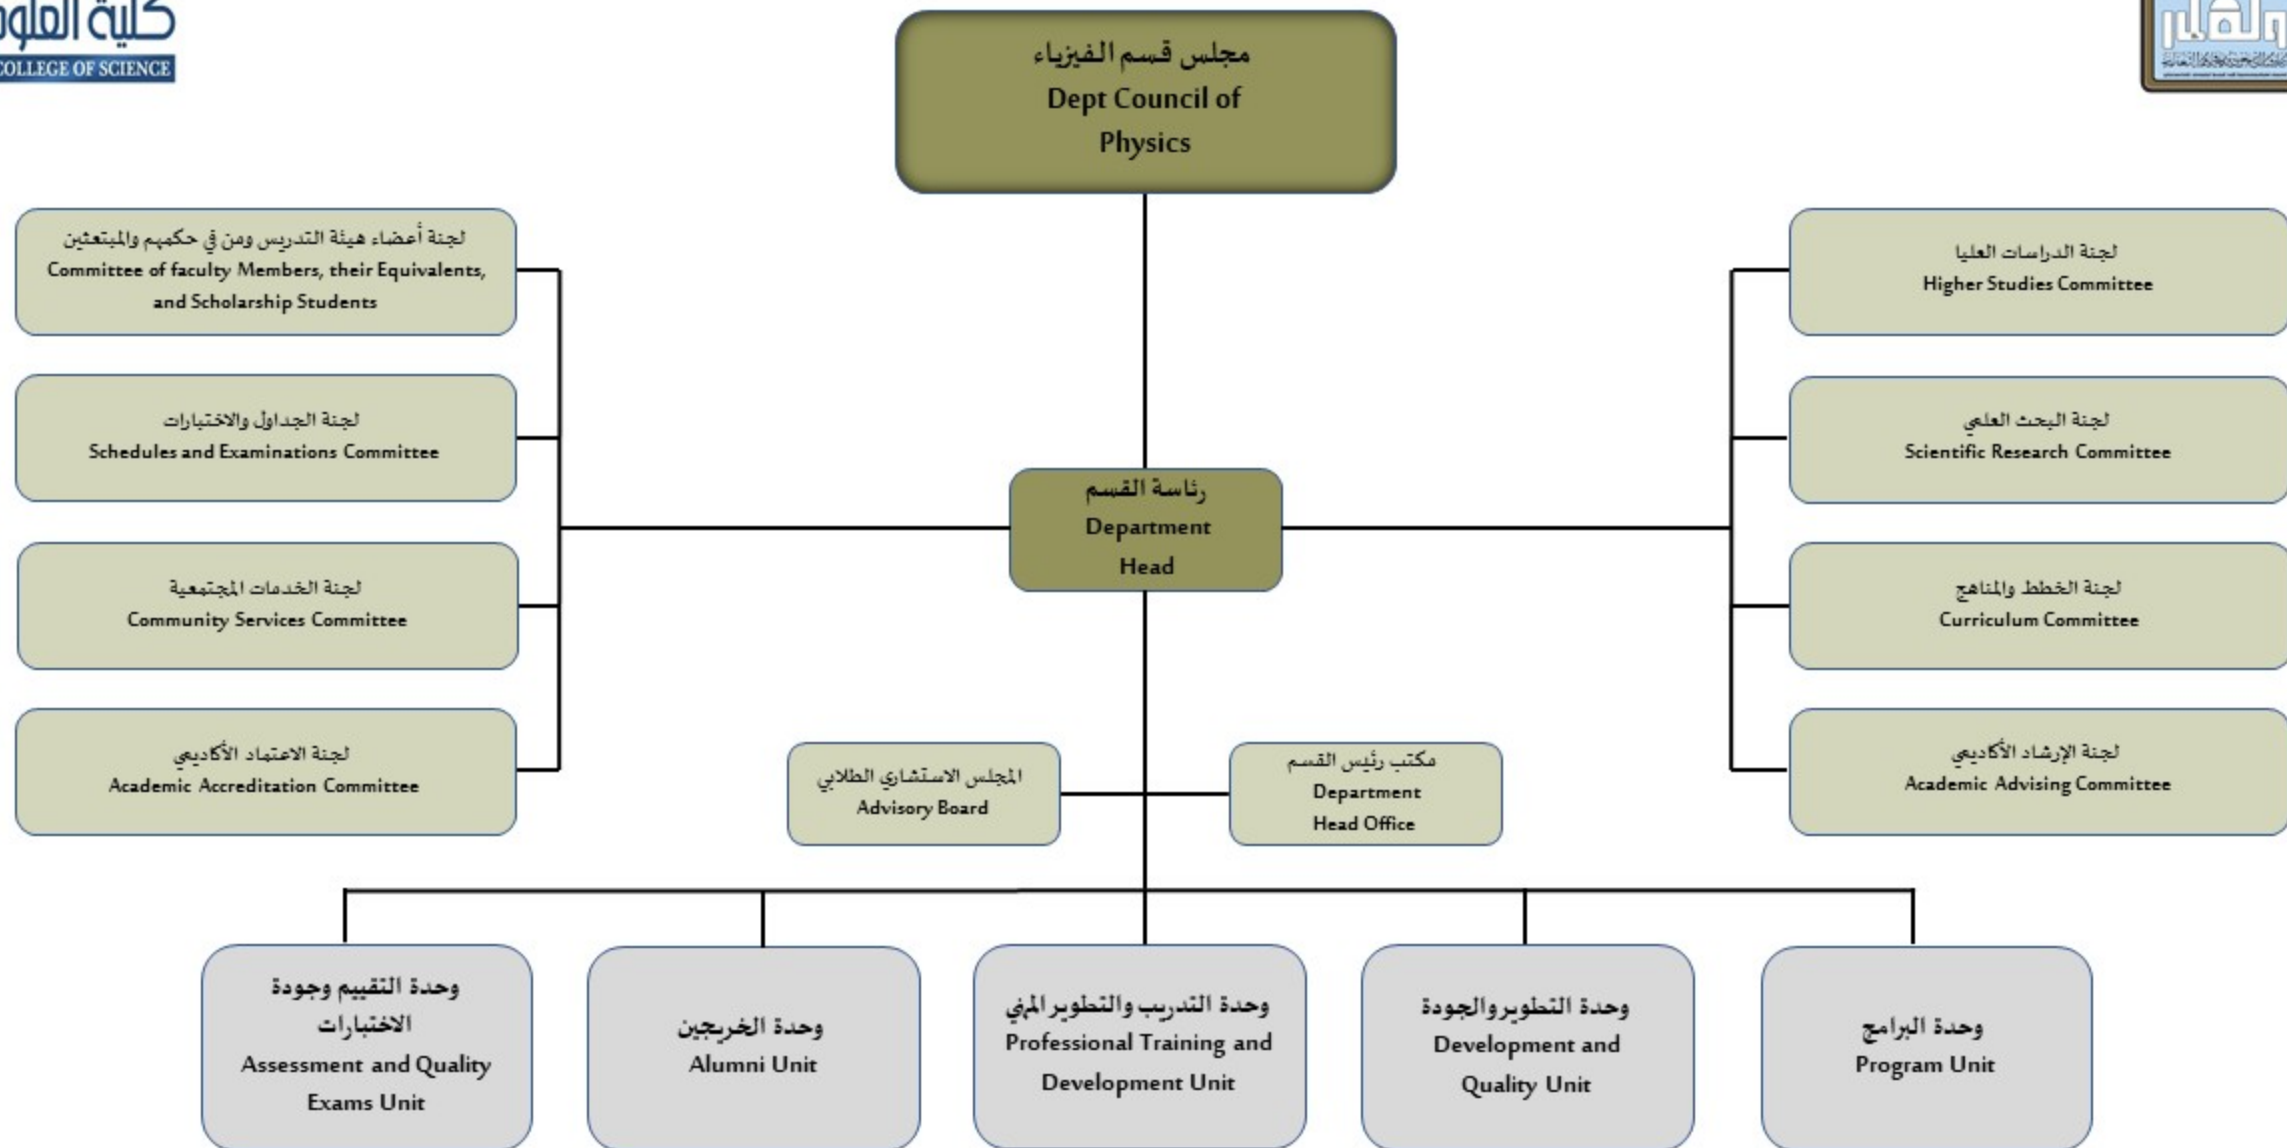 كلية العلوم
COLLEGE OF SCIENCE
مجلس قسم الفيزياء
Dept Council of
Physics
لجنة أعضاء هيئة التدريس ومن في حكمهم والمبتعثين
Committee of faculty Members, their Equivalents,
and Scholarship Students
لجنة الدراسات العليا
Higher Studies Committee
لجنة الجداول والاختبارات
Schedules and Examinations Committee
لجنة البحث العلمي
Scientific Research Committee
رئاسة القسم
Department
Head
لجنة الخدمات المجتمعية
Community Services Committee
لجنة الخطط والمناهج
Curriculum Committee
لجنة الاعتماد الأكاديمي
Academic Accreditation Committee
المجلس الاستشاري الطلابي
Advisory Board
مكتب رئيس القسم
Department
Head Office
لجنة الإرشاد الأكاديمي
Academic Advising Committee
وحدة التقييم وجودة
الاختبارات
Assessment and Quality
Exams Unit
وحدة الخريجين
Alumni Unit
وحدة التدريب والتطوير المهني
Professional Training and
Development Unit
وحدة التطوير والجودة
Development and
Quality Unit
وحدة البرامج
Program Unit